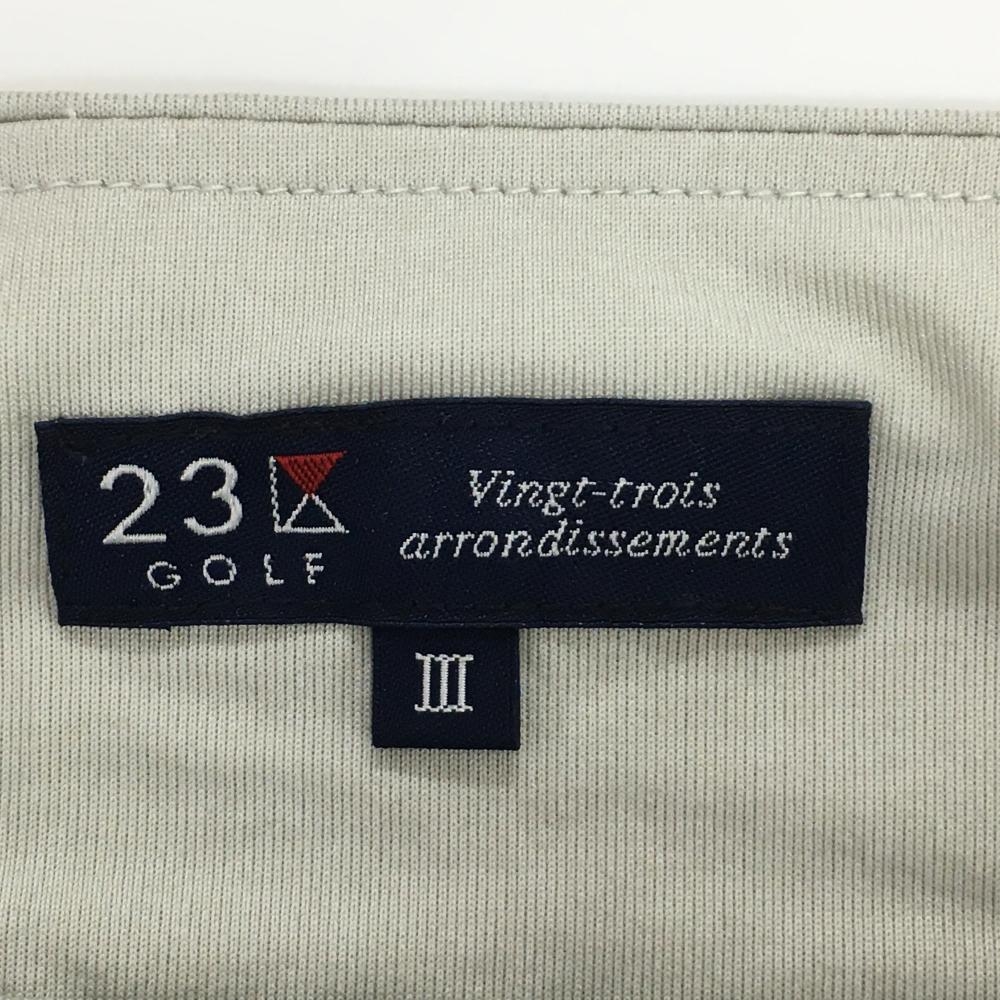 23
GOLF
Vingt-trois
arrondissements
III